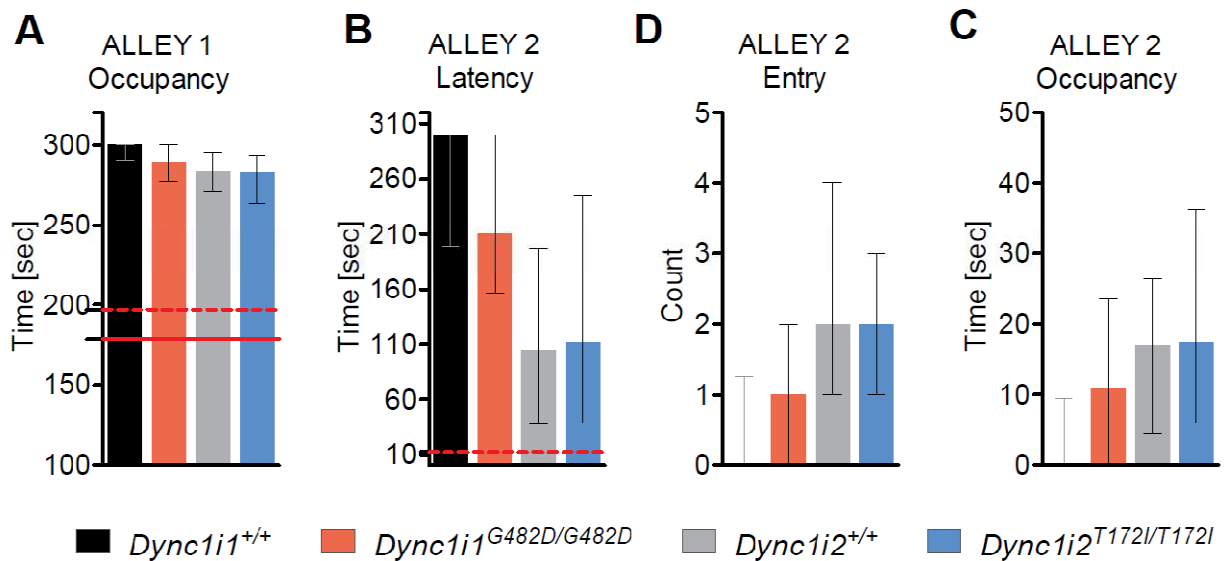 A
ALLEY 1
Occupancy
Time [sec]
300
250
200
150
100
B
ALLEY 2
Latency
Time [sec]
310
260
210
160
110
60
10
D
ALLEY 2
Entry
Count
5
4
3
2
1
0
C
ALLEY 2
Occupancy
Time [sec]
50
40
30
20
10
0
Dync1i1+/+
Dync1i1G482D/G482D
Dync1i2+/+
Dync1i2T172I/T172I